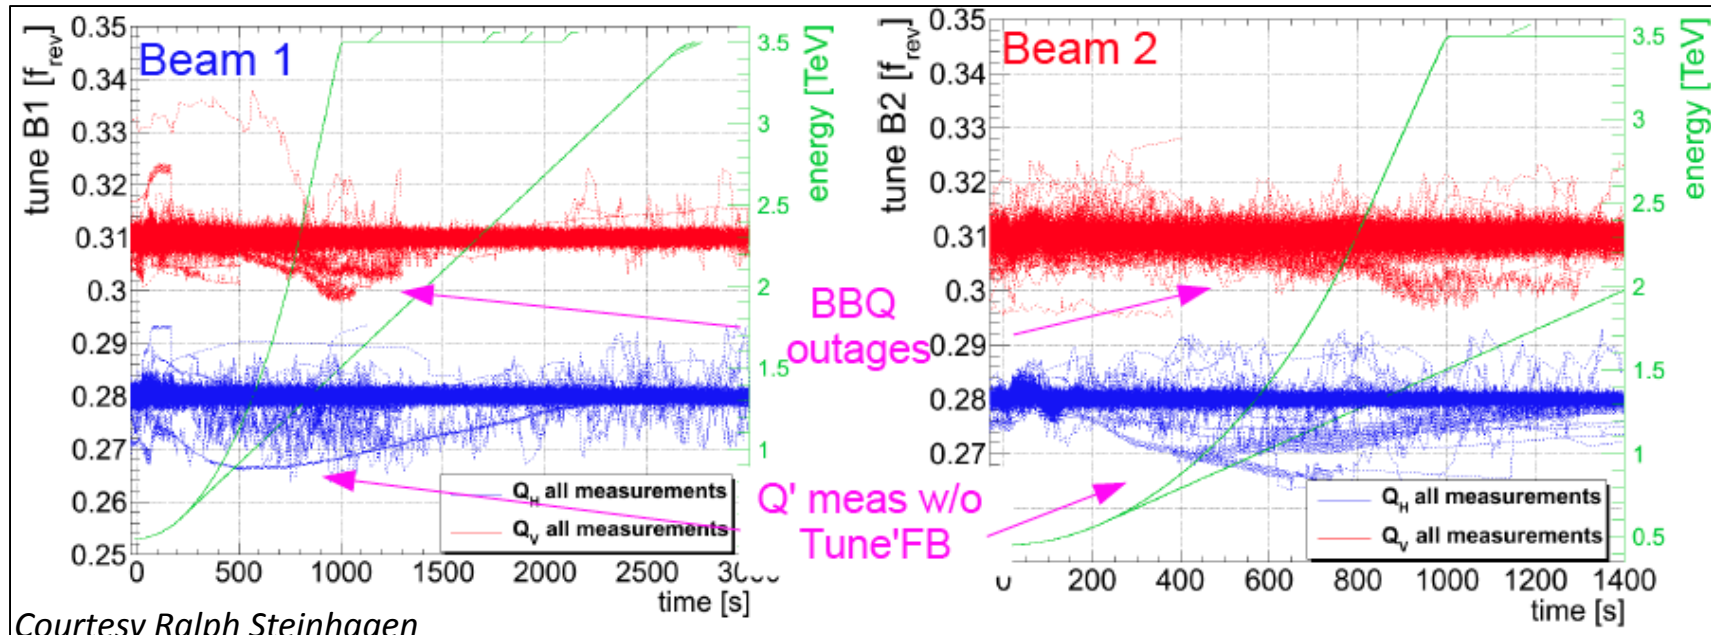 Beam 1
tune B1 [f_rev]
0.35
0.34
0.33
0.32
0.31
0.3
0.29
0.28
0.27
0.26
0.25
0
500
1000
1500
2000
2500
time [s]
energy [TeV]
3.5
3
2.5
2
1.5
1
0.5
Q_H all measurements
Q_V all measurements
BBQ
outages
Q' meas w/o
Tune'FB
Beam 2
tune B2 [f_rev]
0.35
0.34
0.33
0.32
0.31
0.3
0.29
0.28
0.27
200
400
600
800
1000
1200
1400
time [s]
energy [TeV]
3.5
3
2.5
2
1.5
1
0.5
Q_H all measurements
Q_V all measurements
Courtesy Ralph Steinhagen